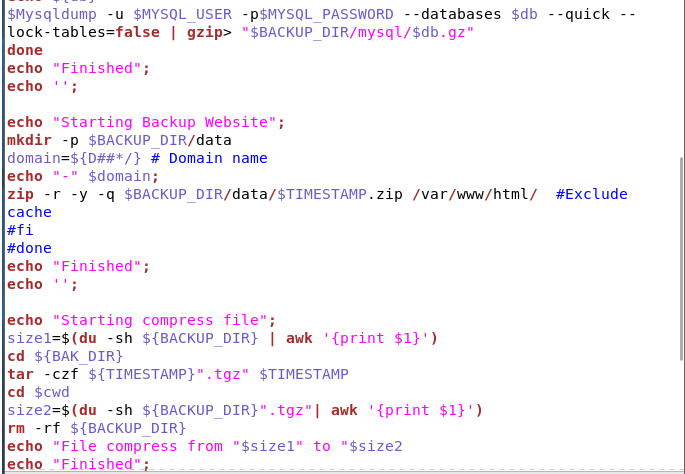 echo ${db}
$Mysqldump -u $MYSQL_USER -p$MYSQL_PASSWORD --databases $db --quick --
lock-tables=false | gzip> "$BACKUP_DIR/mysql/$db.gz"
done
echo "Finished";
echo '';
echo "Starting Backup Website";
mkdir -p $BACKUP_DIR/data
domain=${D##*/} # Domain name
echo "-" $domain;
zip -r -y -q $BACKUP_DIR/data/$TIMESTAMP.zip /var/www/html/  #Exclude
cache
#fi
#done
echo "Finished";
echo '';
echo "Starting compress file";
size1=$(du -sh ${BACKUP_DIR} | awk '{print $1}')
cd ${BAK_DIR}
tar -czf ${TIMESTAMP}".tgz" $TIMESTAMP
cd $cwd
size2=$(du -sh ${BACKUP_DIR}".tgz"| awk '{print $1}')
rm -rf ${BACKUP_DIR}
echo "File compress from "$size1" to "$size2
echo "Finished";